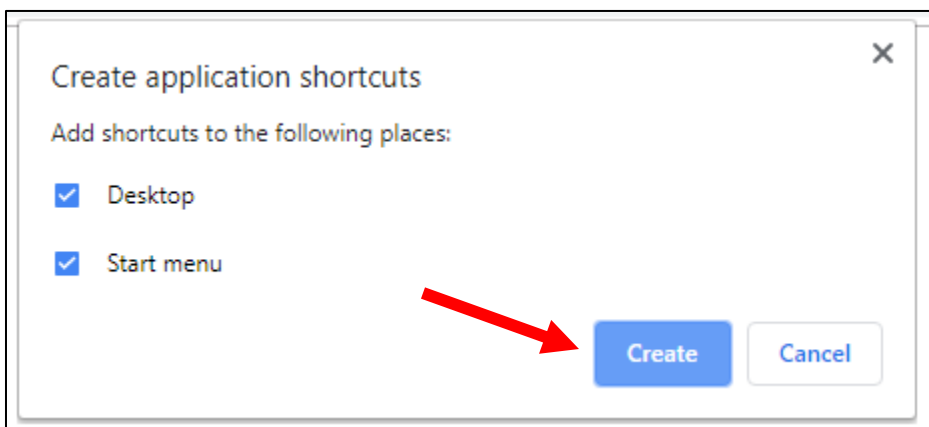 Create application shortcuts
Add shortcuts to the following places:
Desktop
Start menu
Create Cancel